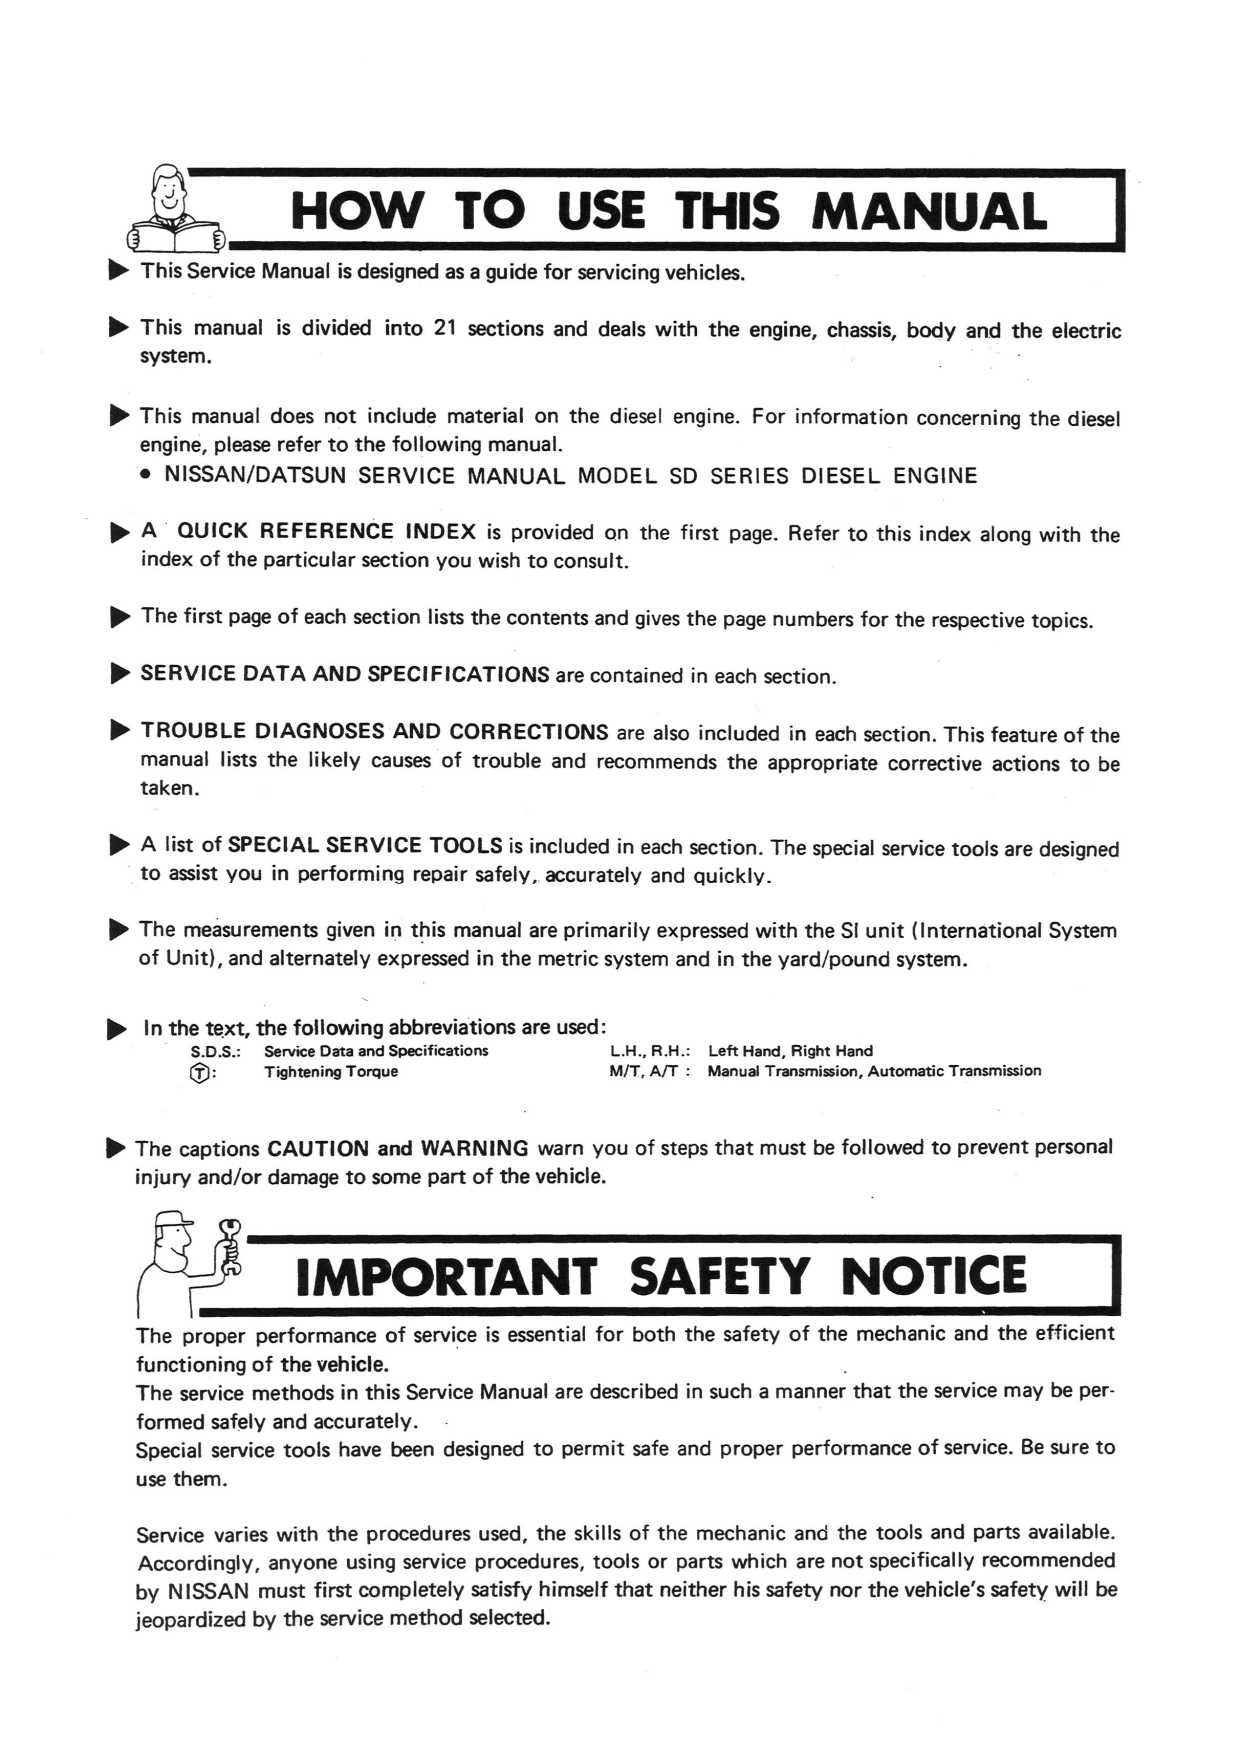 HOW TO USE THIS MANUAL
This Service Manual is designed as a guide for servicing vehicles.
This manual is divided into 21 sections and deals with the engine, chassis, body and the electric
system.
This manual does not include material on the diesel engine. For information concerning the diesel
engine, please refer to the following manual.
• NISSAN/DATSUN SERVICE MANUAL MODEL SD SERIES DIESEL ENGINE
A QUICK REFERENCE INDEX is provided on the first page. Refer to this index along with the
index of the particular section you wish to consult.
The first page of each section lists the contents and gives the page numbers for the respective topics.
SERVICE DATA AND SPECIFICATIONS are contained in each section.
TROUBLE DIAGNOSES AND CORRECTIONS are also included in each section. This feature of the
manual lists the likely causes of trouble and recommends the appropriate corrective actions to be
taken.
A list of SPECIAL SERVICE TOOLS is included in each section. The special service tools are designed
to assist you in performing repair safely, accurately and quickly.
The measurements given in this manual are primarily expressed with the SI unit (International System
of Unit), and alternately expressed in the metric system and in the yard/pound system.
In the text, the following abbreviations are used:
S.D.S.: Service Data and Specifications L.H., R.H.: Left Hand, Right Hand
T: Tightening Torque M/T, A/T : Manual Transmission, Automatic Transmission
The captions CAUTION and WARNING warn you of steps that must be followed to prevent personal
injury and/or damage to some part of the vehicle.
IMPORTANT SAFETY NOTICE
The proper performance of service is essential for both the safety of the mechanic and the efficient
functioning of the vehicle.
The service methods in this Service Manual are described in such a manner that the service may be per-
formed safely and accurately.
Special service tools have been designed to permit safe and proper performance of service. Be sure to
use them.
Service varies with the procedures used, the skills of the mechanic and the tools and parts available.
Accordingly, anyone using service procedures, tools or parts which are not specifically recommended
by NISSAN must first completely satisfy himself that neither his safety nor the vehicle's safety will be
jeopardized by the service method selected.